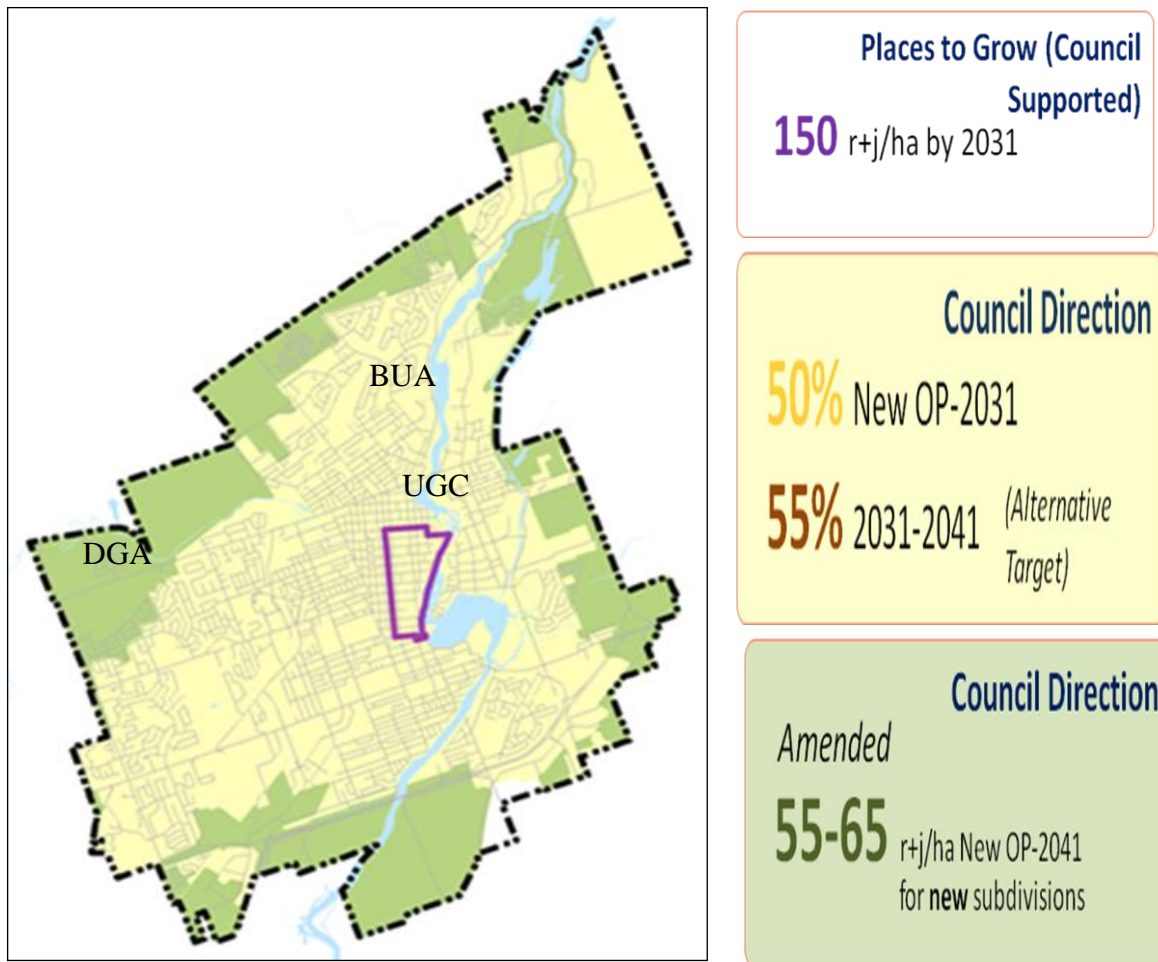 BUA
UGC
DGA
Places to Grow (Council
Supported)
150 r+j/ha by 2031
Council Direction
50% New OP-2031
55% 2031-2041 (Alternative
Target)
Council Direction
Amended
55-65 r+j/ha New OP-2041
for new subdivisions